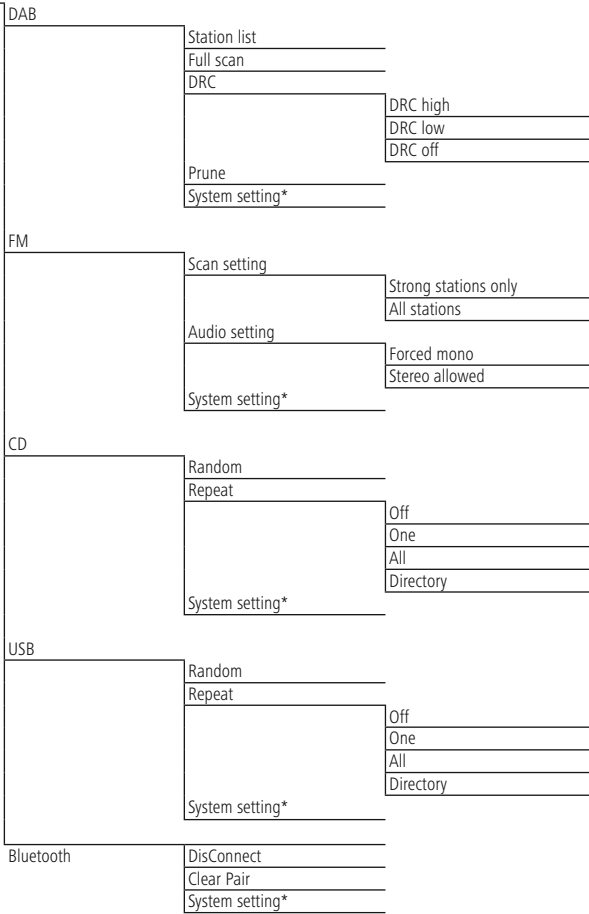 DAB
Station list
Full scan
DRC
DRC high
DRC low
DRC off
Prune
System setting*
FM
Scan setting
Strong stations only
All stations
Audio setting
Forced mono
Stereo allowed
System setting*
CD
Random
Repeat
Off
One
All
Directory
System setting*
USB
Random
Repeat
Off
One
All
Directory
System setting*
Bluetooth
DisConnect
Clear Pair
System setting*